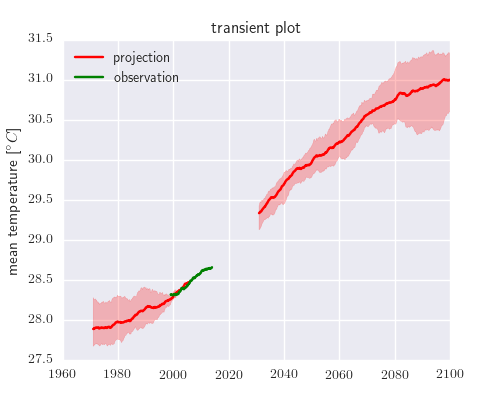 transient plot
projection
observation
mean temperature [°C]
31.5
31.0
30.5
30.0
29.5
29.0
28.5
28.0
27.5
1960 1980 2000 2020 2040 2060 2080 2100